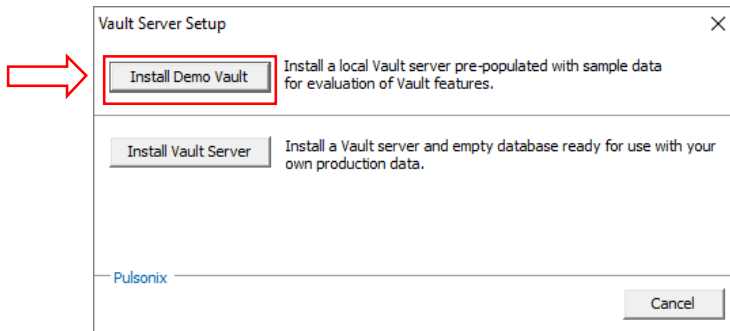 Vault Server Setup
Install Demo Vault
Install a local Vault server pre-populated with sample data
for evaluation of Vault features.
Install Vault Server
Install a Vault server and empty database ready for use with your
own production data.
Pulsonix
Cancel